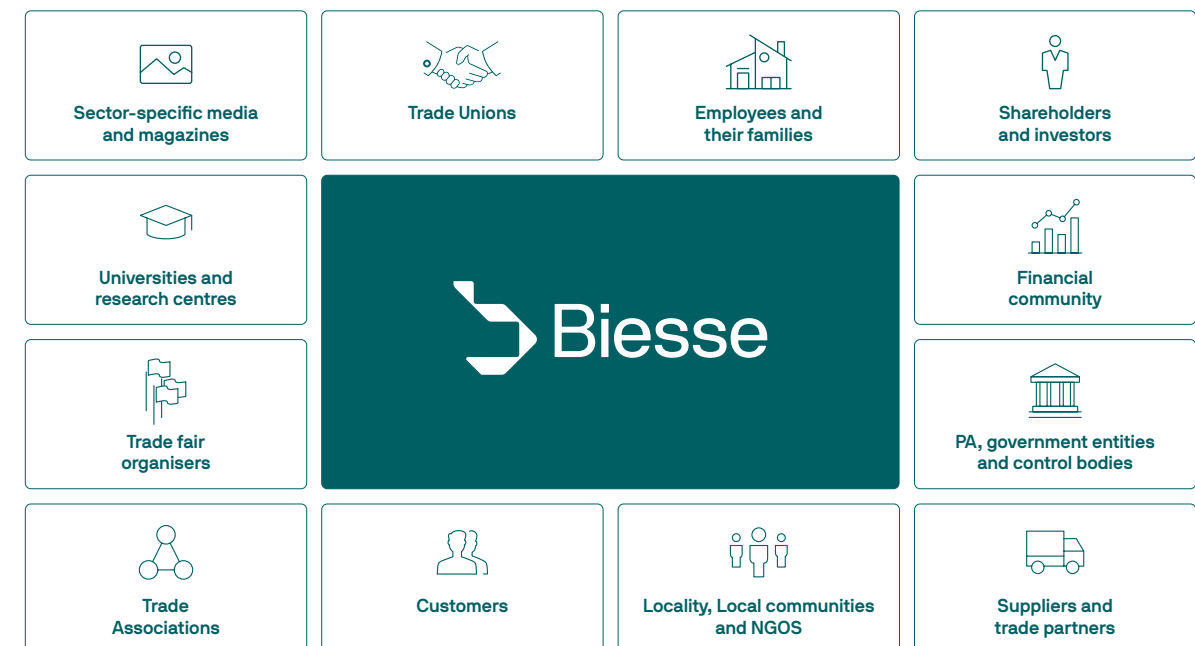 Sector-specific media
and magazines
Trade Unions
Employees and
their families
Shareholders
and investors
Universities and
research centres
Biesse
Financial
community
Trade fair
organisers
PA, government entities
and control bodies
Trade
Associations
Customers
Locality, Local communities
and NGOS
Suppliers and
trade partners